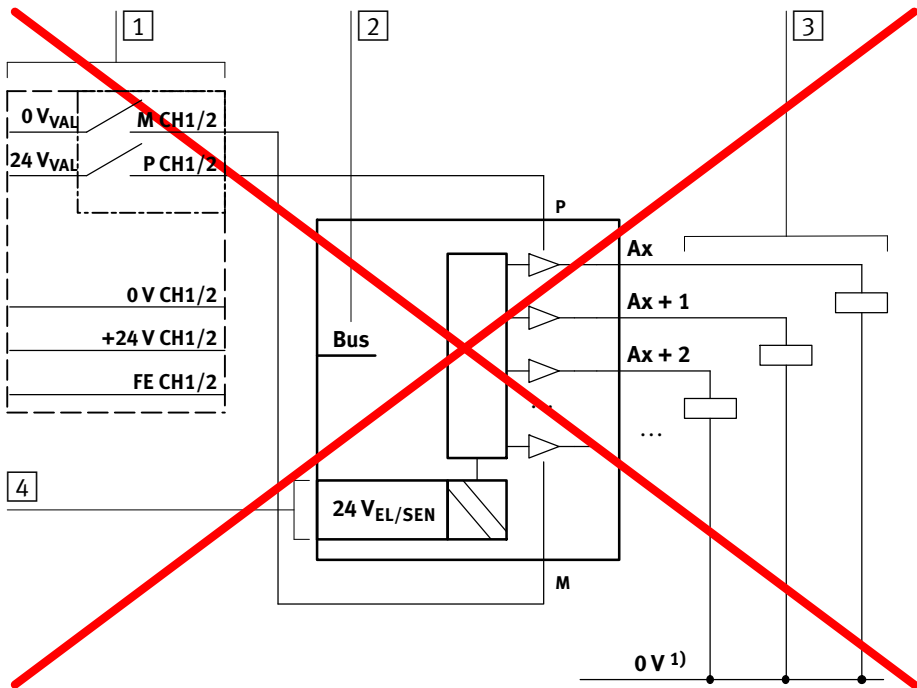 1
2
3
0 VVAL
M CH1/2
24 VVAL
P CH1/2
P
Ax
0 V CH1/2
Ax + 1
+24 V CH1/2
Bus
Ax + 2
FE CH1/2
...
...
4
24 VEL/SEN
M
0 V 1)